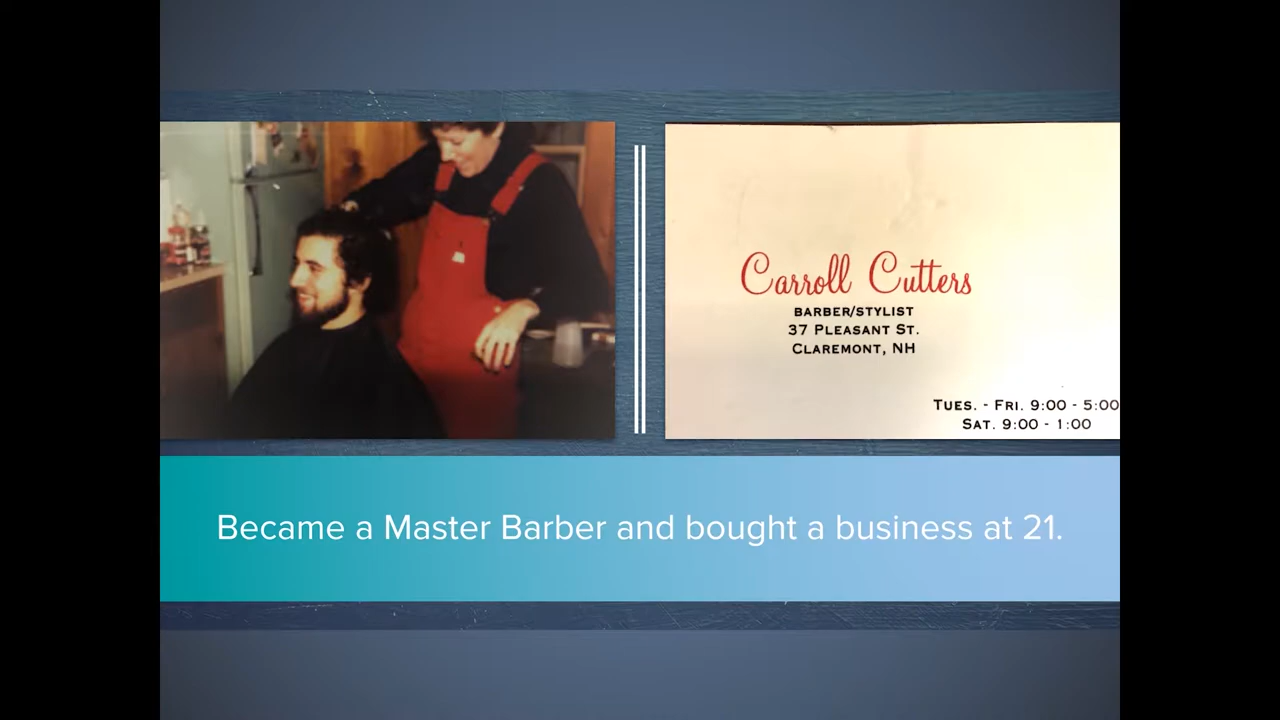 Carroll Cutters
BARBER/STYLIST
37 PLEASANT ST.
CLAREMONT, NH
TUES. - FRI. 9:00 - 5:00
SAT. 9:00 - 1:00
Became a Master Barber and bought a business at 21.